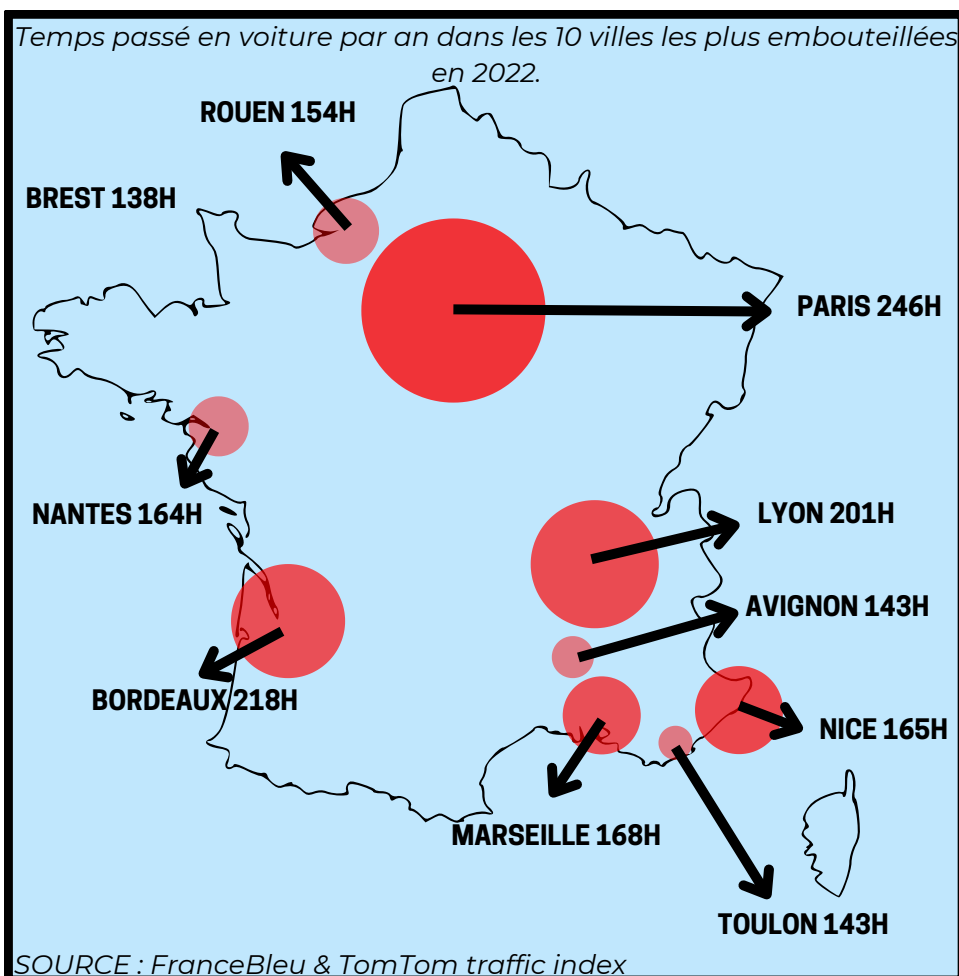 Temps passé en voiture par an dans les 10 villes les plus embouteillées
en 2022.
ROUEN 154H
BREST 138H
PARIS 246H
NANTES 164H
LYON 201H
AVIGNON 143H
BORDEAUX 218H
NICE 165H
MARSEILLE 168H
TOULON 143H
SOURCE : FranceBleu & TomTom traffic index